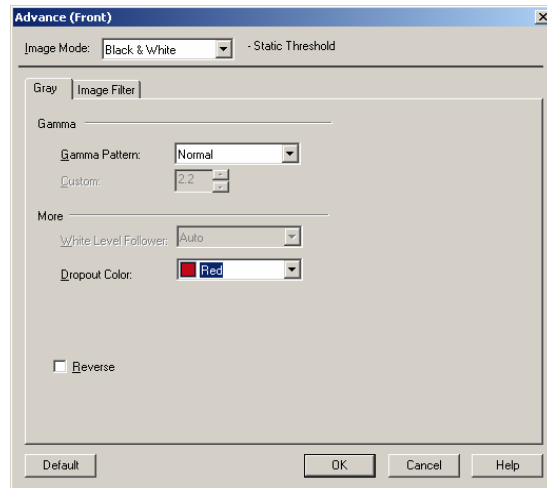 Advance (Front)
Image Mode: Black & White - Static Threshold
Gray Image Filter
Gamma
Gamma Pattern: Normal
Custom: 2.2
More
White Level Follower: Auto
Dropout Color: Red
Reverse
Default OK Cancel Help